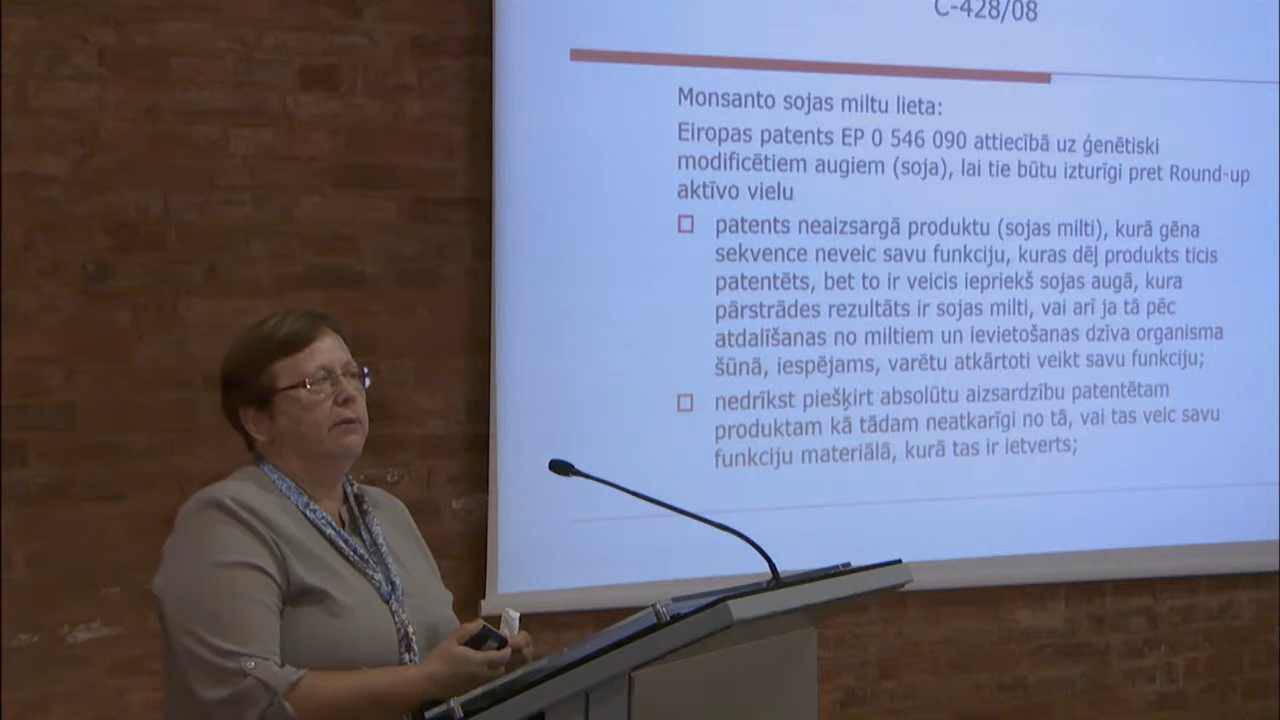 C-428/08
Monsanto sojas miltu lieta:
Eiropas patents EP 0 546 090 attiecībā uz ģenētiski
modificētiem augiem (soja), lai tie būtu izturīgi pret Round-up
aktīvo vielu
patents neaizsargā produktu (sojas milti), kurā gēna
sekvence neveic savu funkciju, kuras dēļ produkts ticis
patentēts, bet to ir veicis iepriekš sojas augā, kura
pārstrādes rezultāts ir sojas milti, vai arī ja tā pēc
atdalīšanas no miltiem un ievietošanas dzīva organisma
šūnā, iespējams, varētu atkārtoti veikt savu funkciju;
nedrīkst piešķirt absolūtu aizsardzību patentētam
produktam kā tādam neatkarīgi no tā, vai tas veic savu
funkciju materiālā, kurā tas ir ietverts;